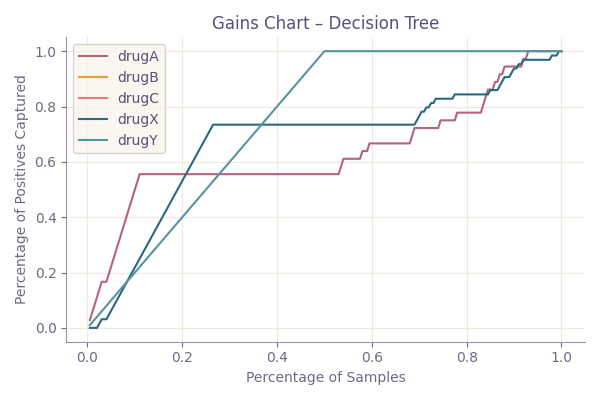 Gains Chart – Decision Tree
Percentage of Positives Captured
1.0
0.8
0.6
0.4
0.2
0.0
drugA
drugB
drugC
drugX
drugY
0.0 0.2 0.4 0.6 0.8 1.0
Percentage of Samples